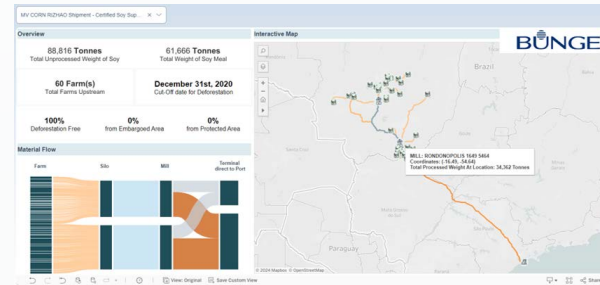 MV CORN RIZHAO Shipment - Certified Soy Sup...
BUNGE
Overview
88,816 Tonnes
Total Unprocessed Weight of Soy
61,666 Tonnes
Total Weight of Soy Meal
60 Farm(s)
Total Farms Upstream
December 31st, 2020
Cut-Off date for Deforestation
100%
Deforestation Free
0%
from Embargoed Area
0%
from Protected Area
Material Flow
Farm
Silo
Mill
Terminal
direct to Port
Interactive Map
Brazil
MILL: RONDONOPOLIS 1649 5464
Coordinates: (-16.49, -54.64)
Total Processed Weight At Location: 34,362 Tonnes
Paraguay
© 2024 Mapbox © OpenStreetMap
View: Original
Save Custom View
Share